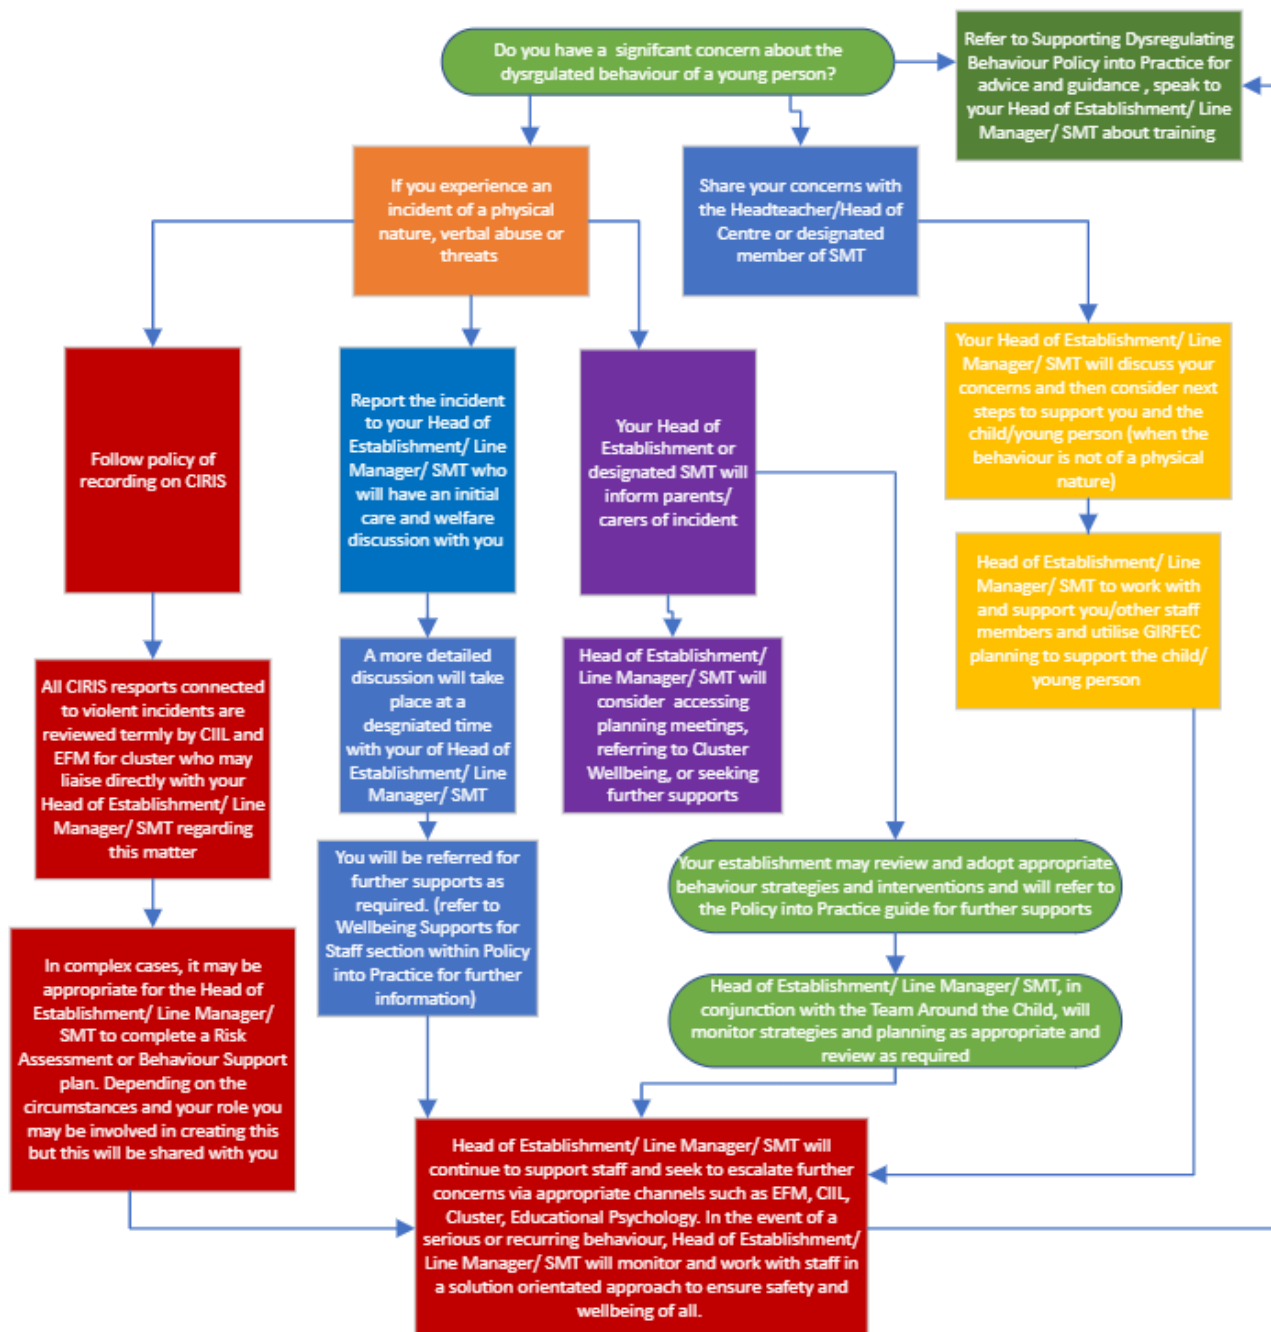 Do you have a  signifcant concern about the
dysrgulated behaviour of a young person?
Refer to Supporting Dysregulating
Behaviour Policy into Practice for
advice and guidance , speak to
your Head of Establishment/ Line
Manager/ SMT about training
If you experience an
incident of a physical
nature, verbal abuse or
threats
Share your concerns with
the Headteacher/Head of
Centre or designated
member of SMT
Follow policy of
recording on CIRIS
Report the incident
to your Head of
Establishment/ Line
Manager/ SMT who
will have an initial
care and welfare
discussion with you
Your Head of
Establishment or
designated SMT will
inform parents/
carers of incident
Your Head of Establishment/ Line
Manager/ SMT will discuss your
concerns and then consider next
steps to support you and the
child/young person (when the
behaviour is not of a physical
nature)
Head of Establishment/ Line
Manager/ SMT to work with
and support you/other staff
members and utilise GIRFEC
planning to support the child/
young person
All CIRIS resports connected
to violent incidents are
reviewed termly by CIIL and
EFM for cluster who may
liaise directly with your
Head of Establishment/ Line
Manager/ SMT regarding
this matter
A more detailed
discussion will take
place at a
desgniated time
with your of Head of
Establishment/ Line
Manager/ SMT
Head of Establishment/
Line Manager/ SMT will
consider  accessing
planning meetings,
referring to Cluster
Wellbeing, or seeking
further supports
You will be referred for
further supports as
required. (refer to
Wellbeing Supports for
Staff section within Policy
into Practice for further
information)
Your establishment may review and adopt appropriate
behaviour strategies and interventions and will refer to
the Policy into Practice guide for further supports
In complex cases, it may be
appropriate for the Head of
Establishment/ Line Manager/
SMT to complete a Risk
Assessment or Behaviour Support
plan. Depending on the
circumstances and your role you
may be involved in creating this
but this will be shared with you
Head of Establishment/ Line Manager/ SMT, in
conjunction with the Team Around the Child, will
monitor strategies and planning as appropriate and
review as required
Head of Establishment/ Line Manager/ SMT will
continue to support staff and seek to escalate further
concerns via appropriate channels such as EFM, CIIL,
Cluster, Educational Psychology. In the event of a
serious or recurring behaviour, Head of Establishment/
Line Manager/ SMT will monitor and work with staff in
a solution orientated approach to ensure safety and
wellbeing of all.